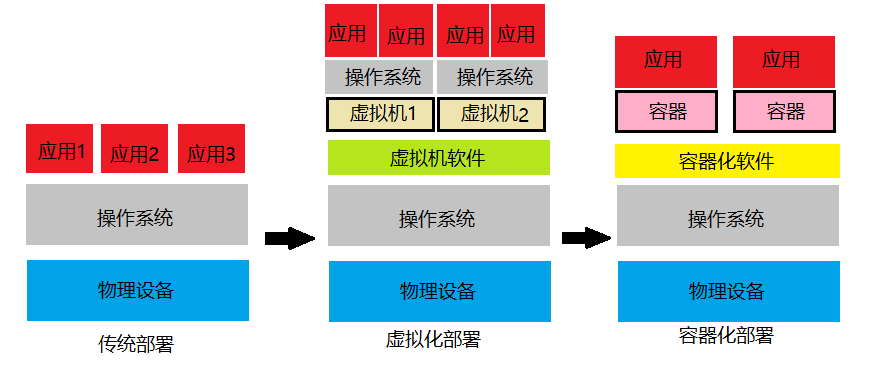 应用1
应用2
应用3
操作系统
物理设备
传统部署
应用
应用
应用
应用
操作系统
操作系统
虚拟机1
虚拟机2
虚拟机软件
操作系统
物理设备
虚拟化部署
应用
应用
容器
容器
容器化软件
操作系统
物理设备
容器化部署